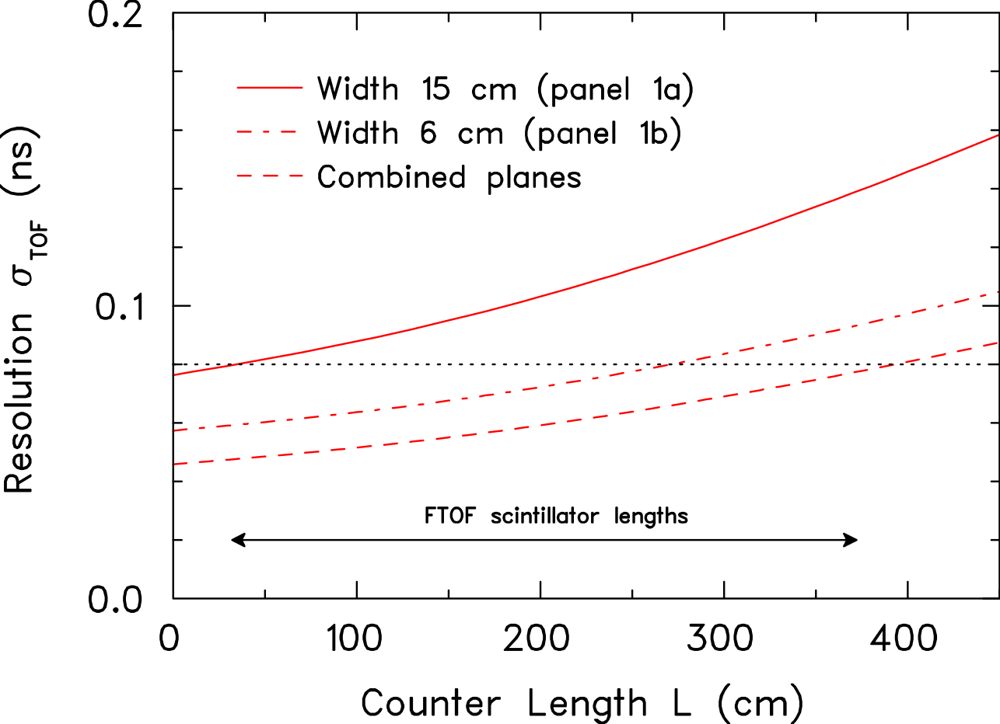 0.2
Width 15 cm (panel 1a)
Width 6 cm (panel 1b)
Combined planes
Resolution σTOF (ns)
0.1
FTOF scintillator lengths
0.0
0 100 200 300 400
Counter Length L (cm)